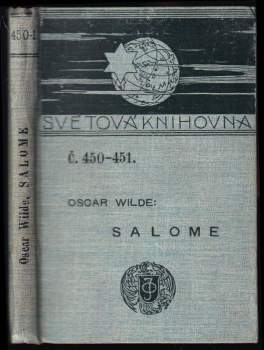 450-1
Oscar Wilde, SALOME
SVĚTOVÁ KNIHOVNA
Č. 450-451.
OSCAR WILDE:
SALOME